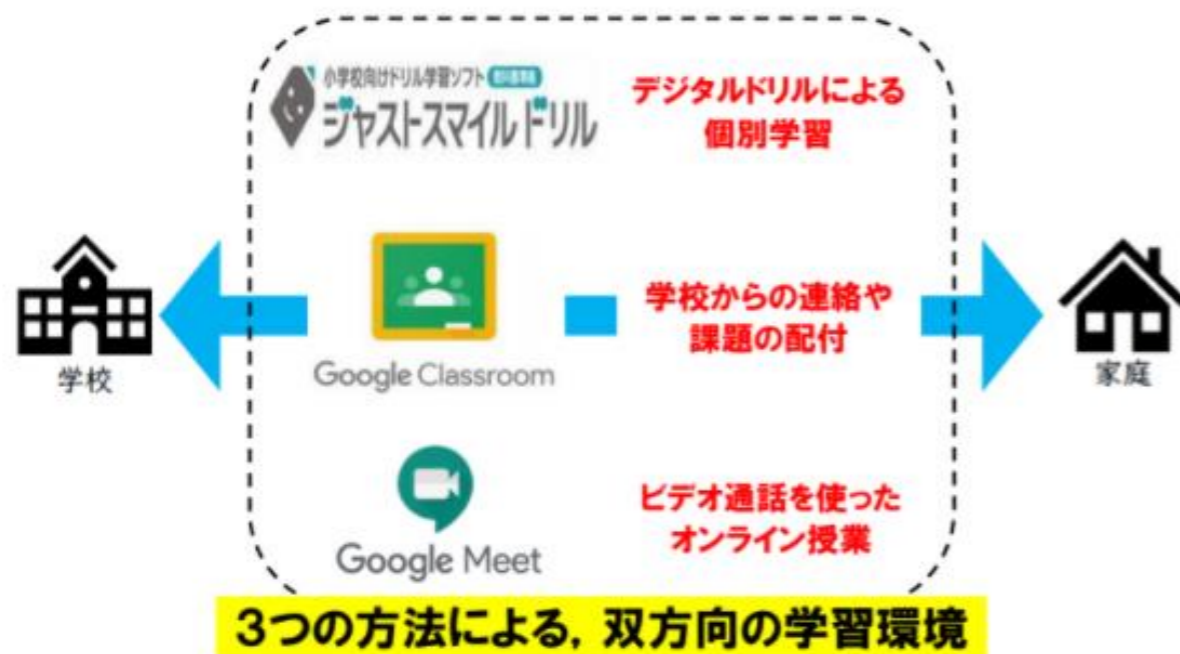 小学校向けドリル学習ソフト
ジャストスマイルドリル
デジタルドリルによる
個別学習
学校
Google Classroom
学校からの連絡や
課題の配付
家庭
Google Meet
ビデオ通話を使った
オンライン授業
3つの方法による，双方向の学習環境